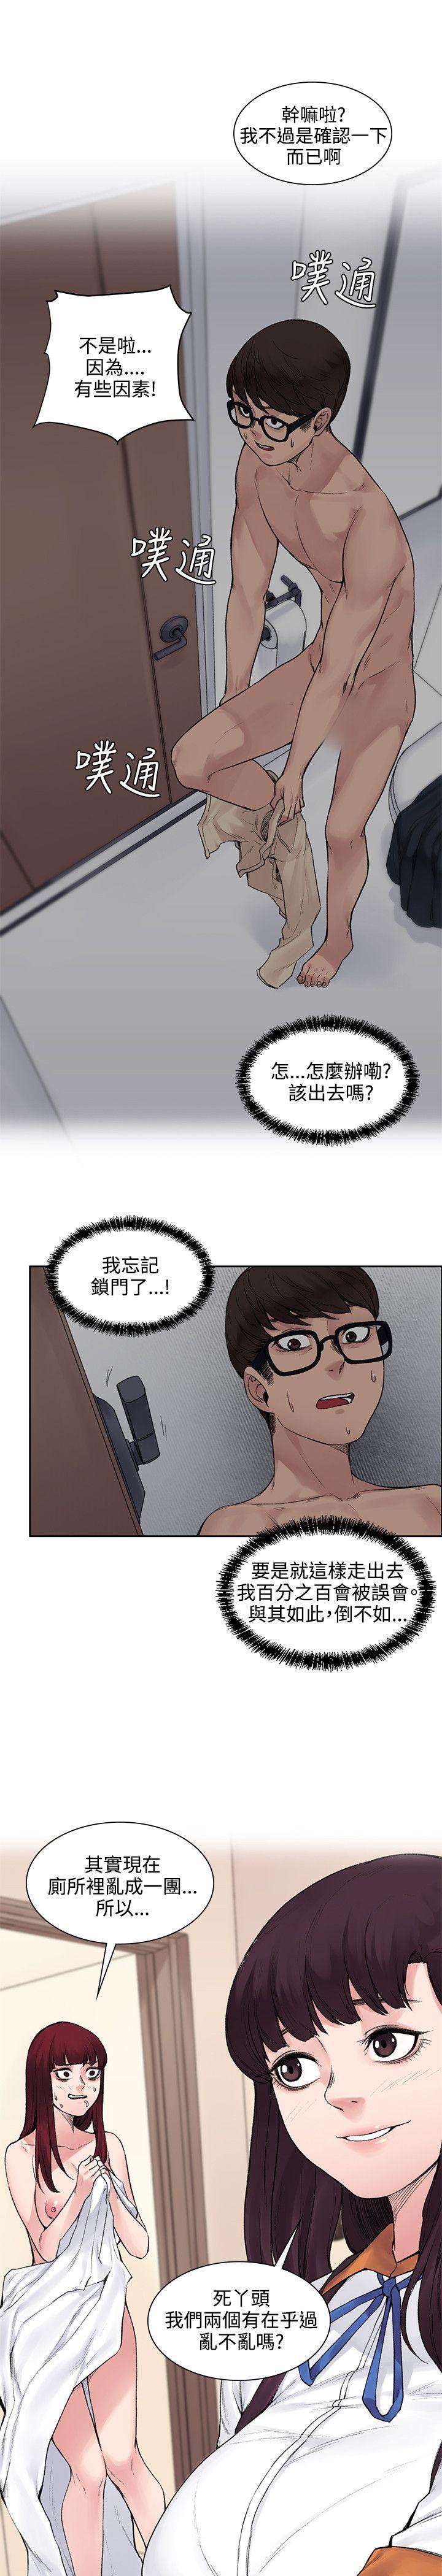 幹嘛啦?
我不過是確認一下
而已啊
噗通
不是啦...
因為....
有些因素!
噗通
噗通
怎...怎麼辦嘞?
該出去嗎?
我忘記
鎖門了...!
要是就這樣走出去
我百分之百會被誤會。
與其如此，倒不如...
其實現在
廁所裡亂成一團...
所以...
死丫頭
我們兩個有在乎過
亂不亂嗎?